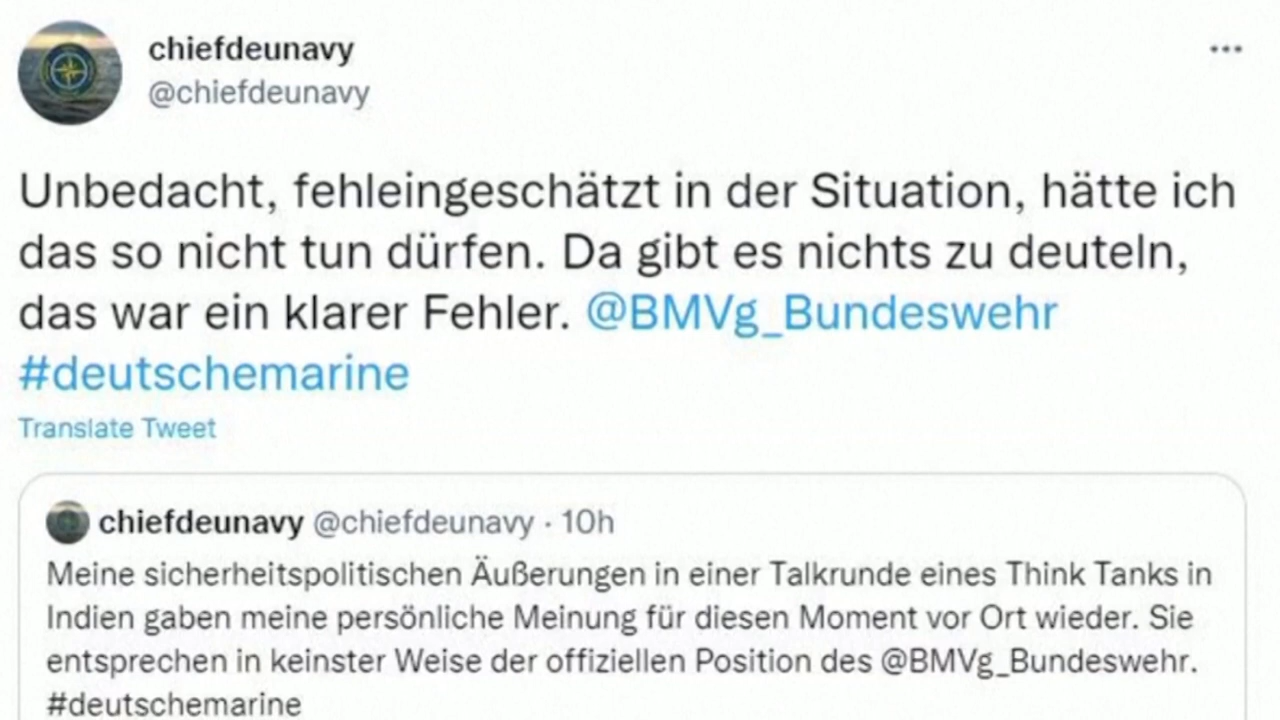 chiefdeunavy
@chiefdeunavy
Unbedacht, fehleingeschätzt in der Situation, hätte ich
das so nicht tun dürfen. Da gibt es nichts zu deuteln,
das war ein klarer Fehler. @BMVg_Bundeswehr
#deutschemarine
Translate Tweet
chiefdeunavy @chiefdeunavy · 10h
Meine sicherheitspolitischen Äußerungen in einer Talkrunde eines Think Tanks in
Indien gaben meine persönliche Meinung für diesen Moment vor Ort wieder. Sie
entsprechen in keinster Weise der offiziellen Position des @BMVg_Bundeswehr.
#deutschemarine